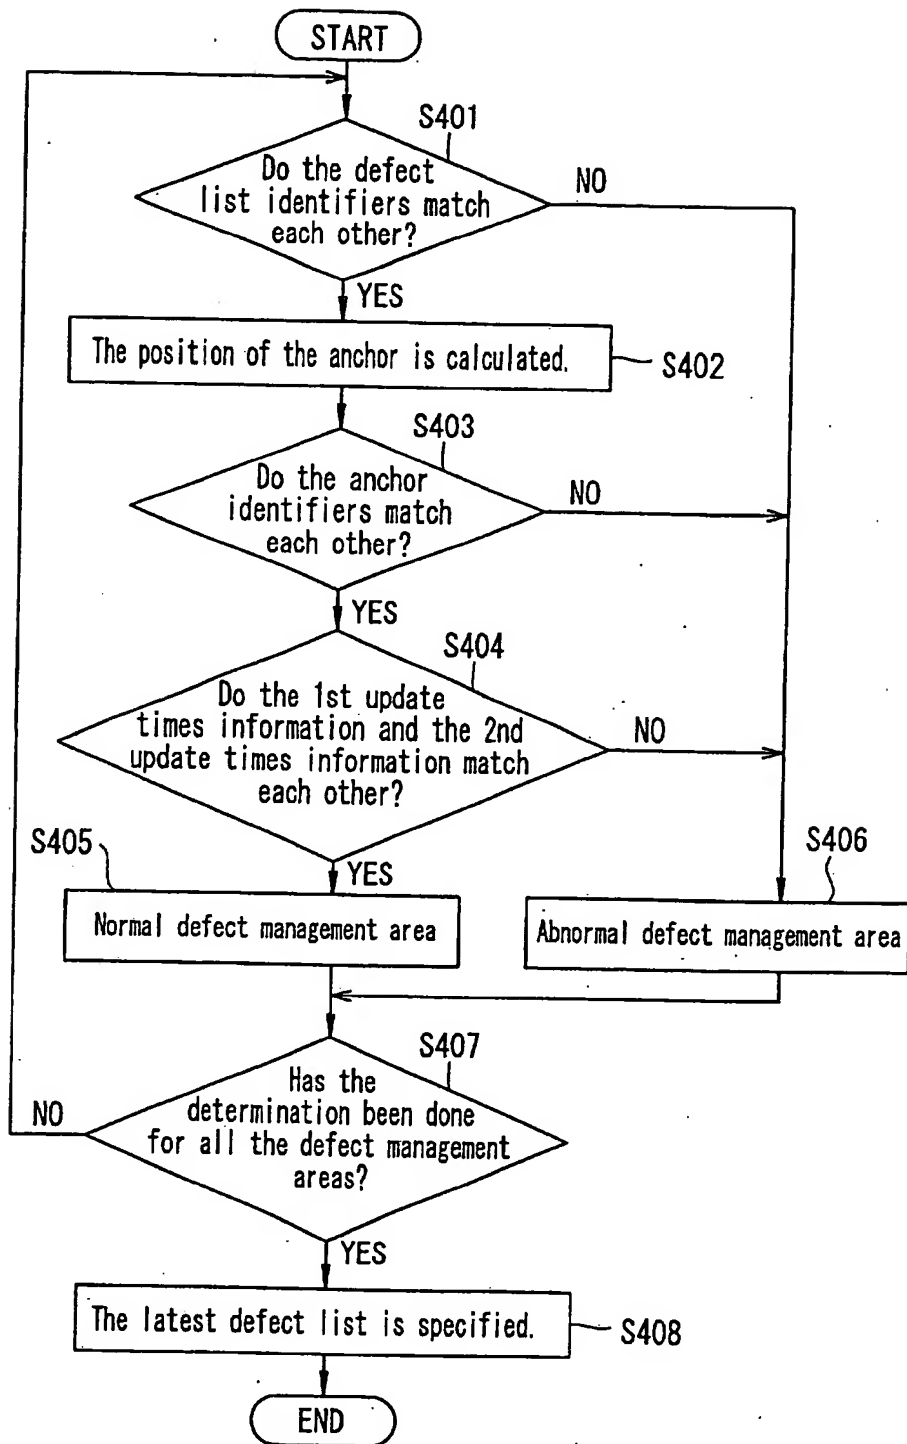 START
S401
Do the defect
list identifiers match
each other?
NO
YES
The position of the anchor is calculated.
S402
S403
Do the anchor
identifiers match
each other?
NO
YES
S404
Do the 1st update
times information and the 2nd
update times information match
each other?
NO
S405
YES
S406
Normal defect management area
Abnormal defect management area
S407
Has the
determination been done
for all the defect management
areas?
NO
YES
The latest defect list is specified.
S408
END